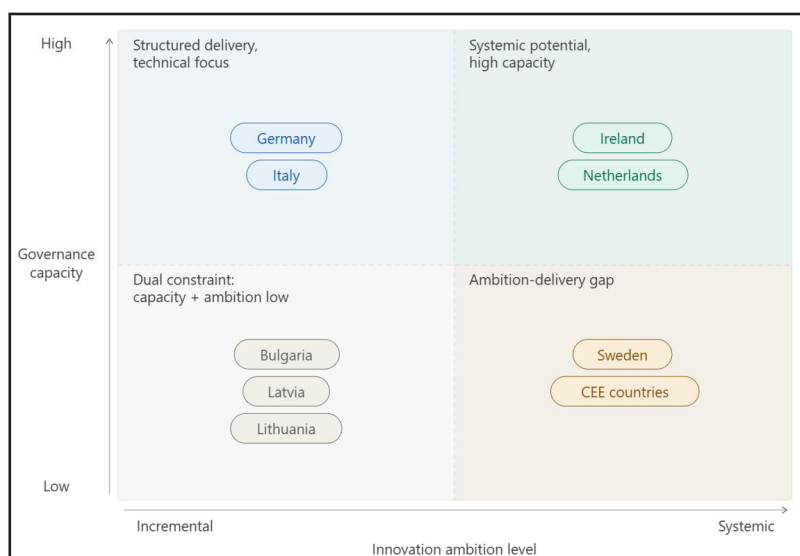 High
Structured delivery,
technical focus
Systemic potential,
high capacity
Germany
Italy
Ireland
Netherlands
Governance
capacity
Dual constraint:
capacity + ambition low
Ambition-delivery gap
Bulgaria
Latvia
Lithuania
Sweden
CEE countries
Low
Incremental
Systemic
Innovation ambition level